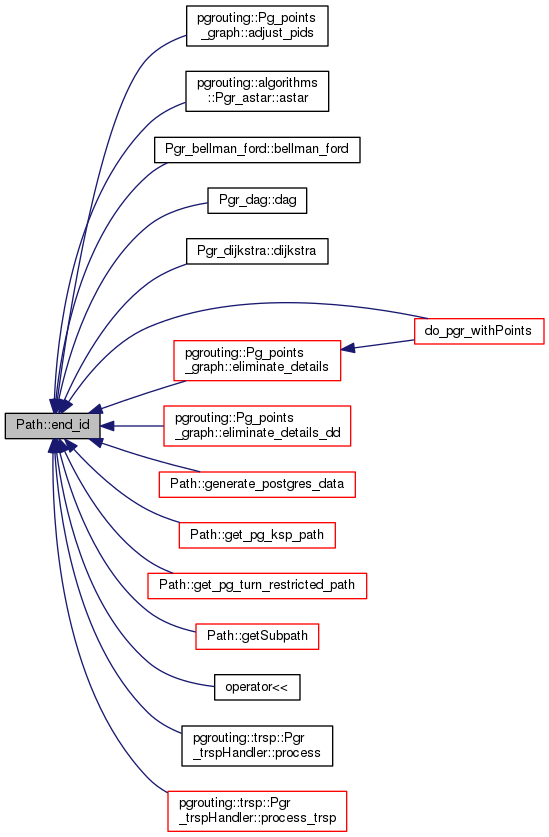 pgrouting::Pg_points
_graph::adjust_pids
pgrouting::algorithms
::Pgr_astar::astar
Pgr_bellman_ford::bellman_ford
Pgr_dag::dag
Pgr_dijkstra::dijkstra
do_pgr_withPoints
pgrouting::Pg_points
_graph::eliminate_details
Path::end_id
pgrouting::Pg_points
_graph::eliminate_details_dd
Path::generate_postgres_data
Path::get_pg_ksp_path
Path::get_pg_turn_restricted_path
Path::getSubpath
operator<<
pgrouting::trsp::Pgr
_trspHandler::process
pgrouting::trsp::Pgr
_trspHandler::process_trsp